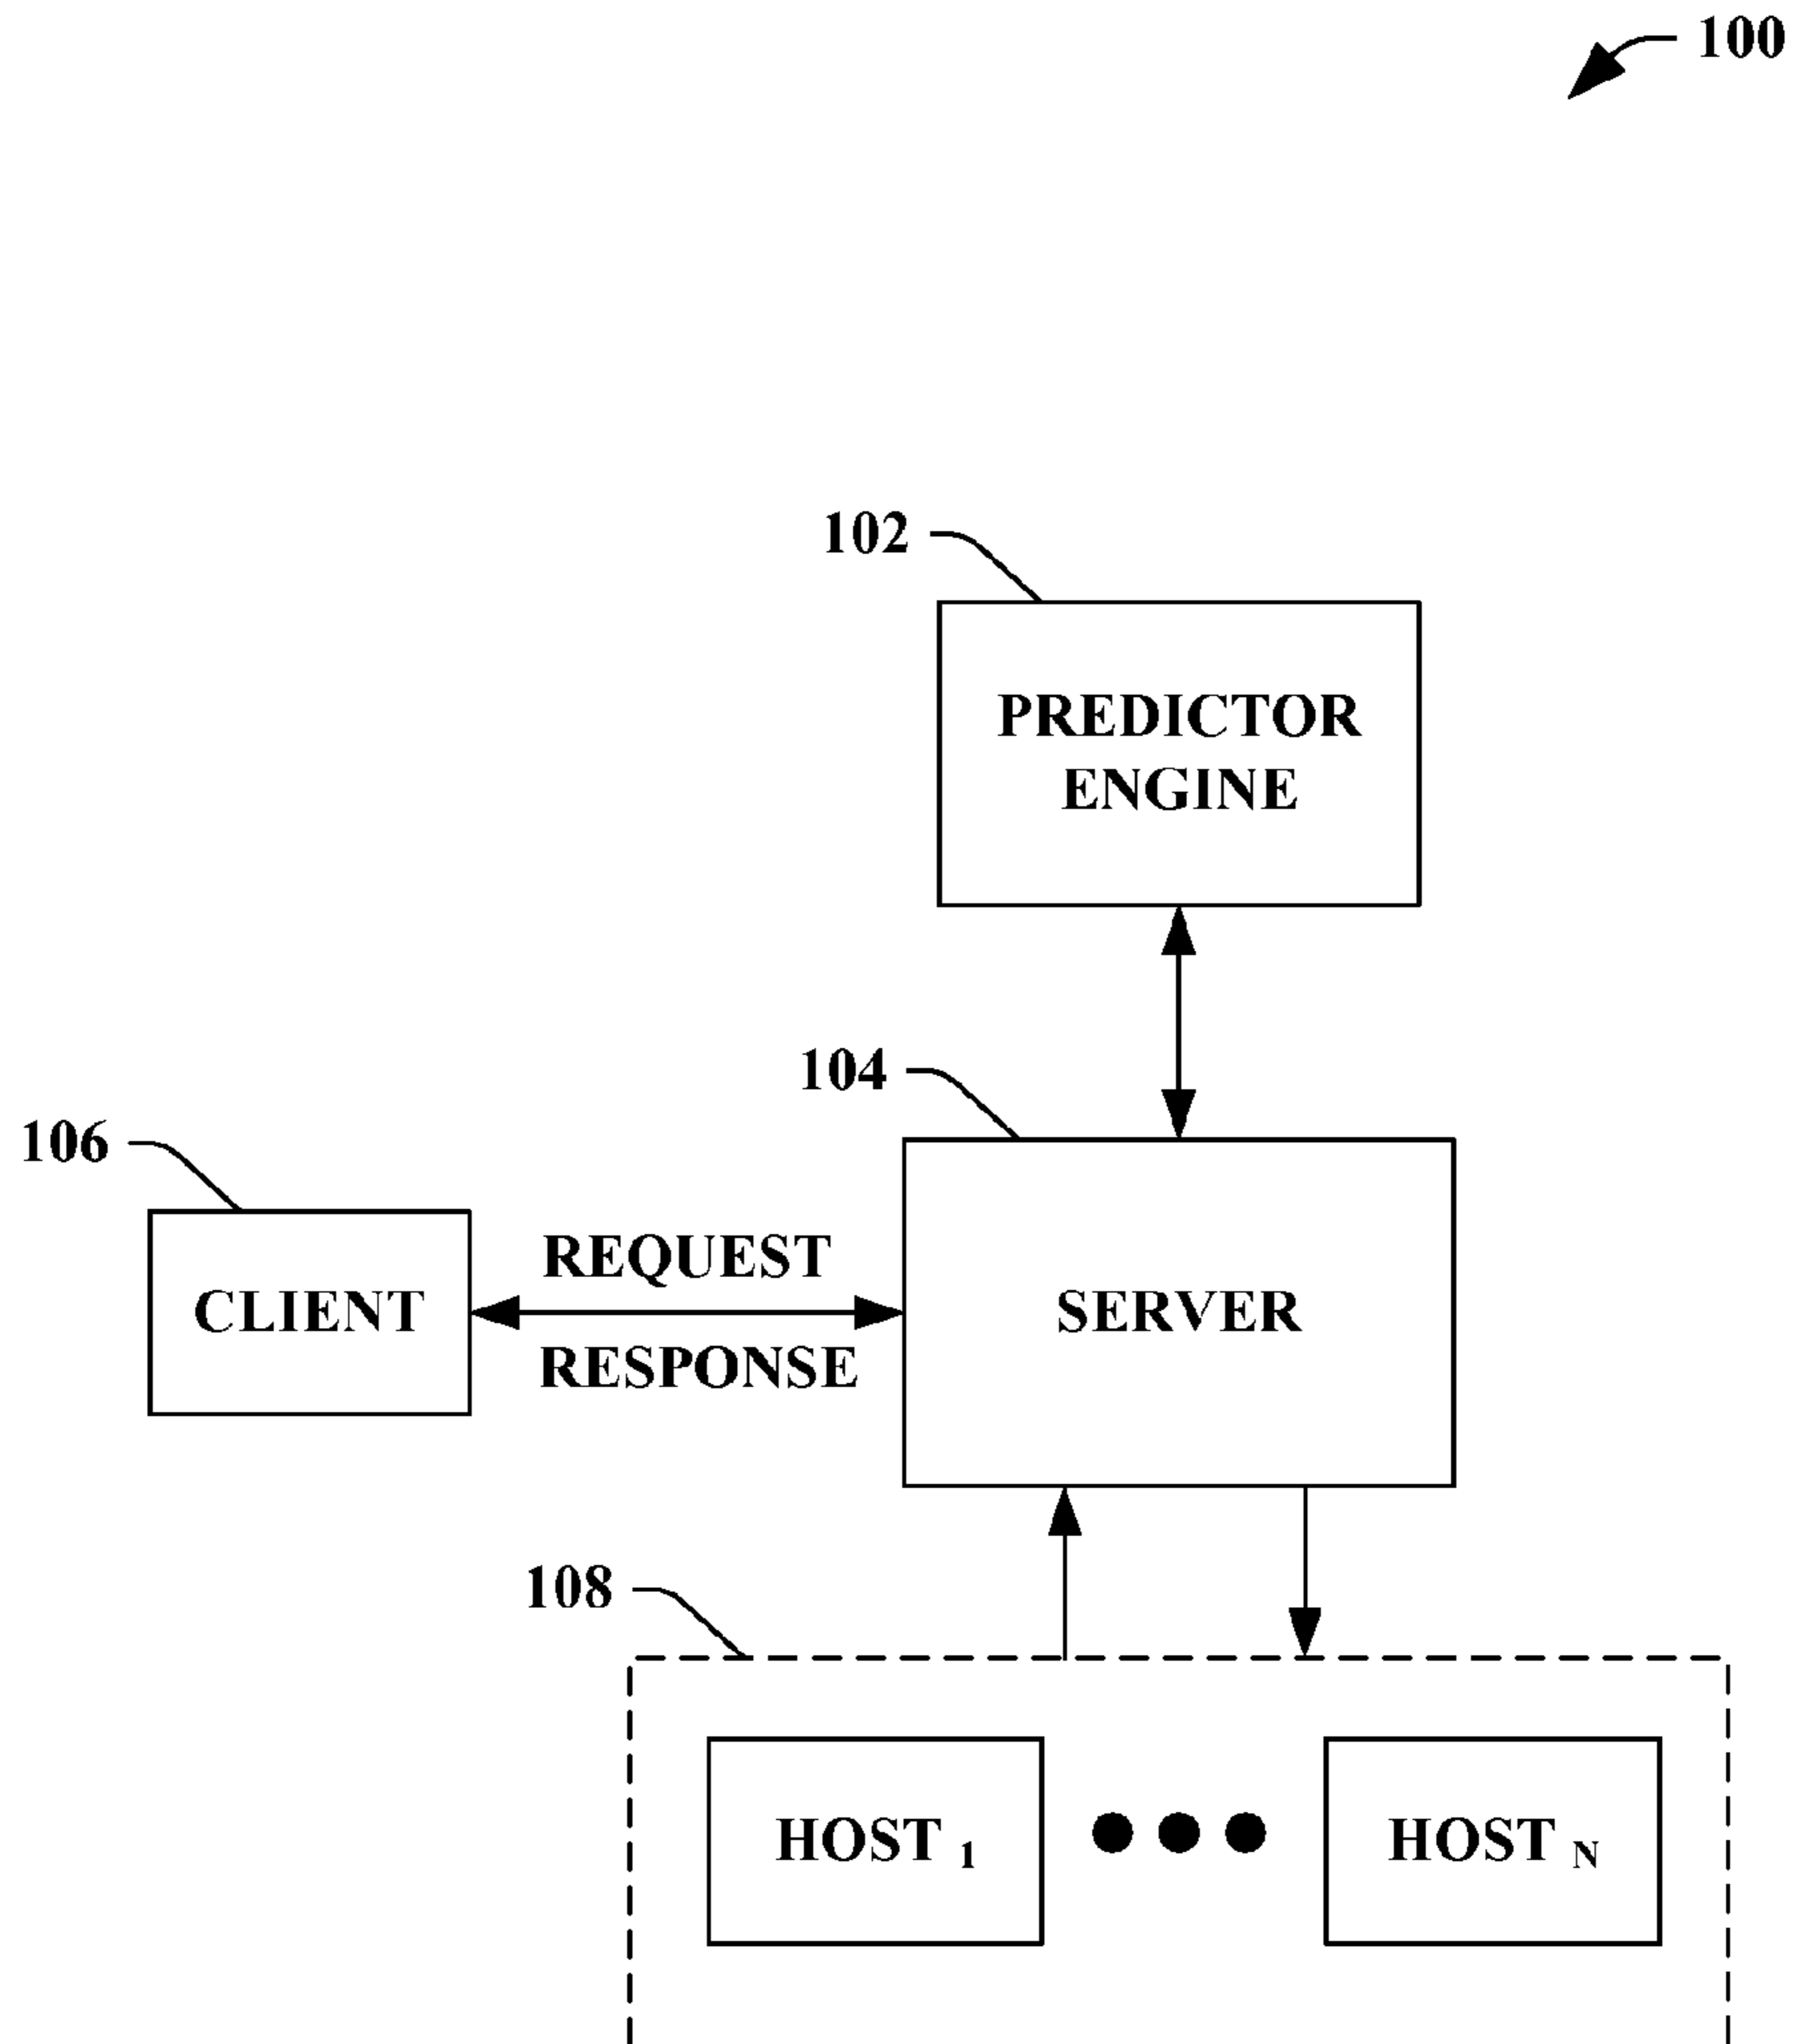 100
102
PREDICTOR
ENGINE
104
106
REQUEST
CLIENT
SERVER
RESPONSE
108
HOST 1
HOST N